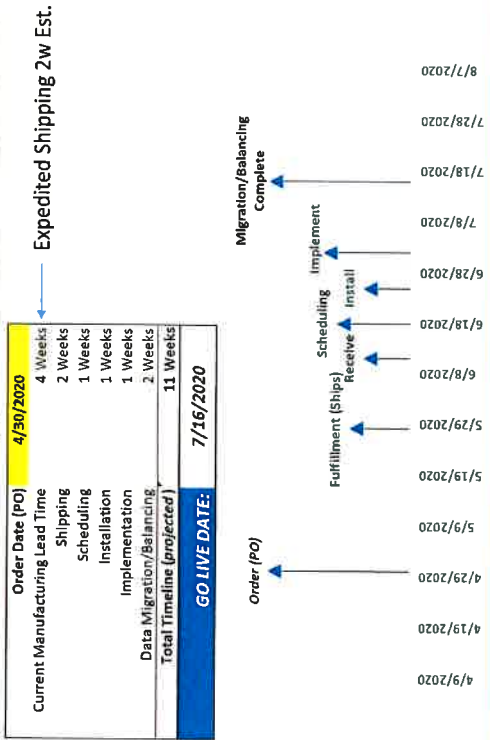 Order Date (PO) 4/30/2020
Current Manufacturing Lead Time 4 Weeks Expedited Shipping 2w Est.
Shipping 2 Weeks
Scheduling 1 Weeks
Installation 1 Weeks
Implementation 1 Weeks
Data Migration/Balancing 2 Weeks
Total Timeline (projected) 11 Weeks
GO LIVE DATE: 7/16/2020
Order (PO)
Fulfillment (Ships)
Receive
Scheduling
Install
Implement
Migration/Balancing
Complete
4/9/2020 4/19/2020 4/29/2020 5/9/2020 5/19/2020 5/29/2020 6/8/2020 6/18/2020 6/28/2020 7/8/2020 7/18/2020 7/28/2020 8/7/2020